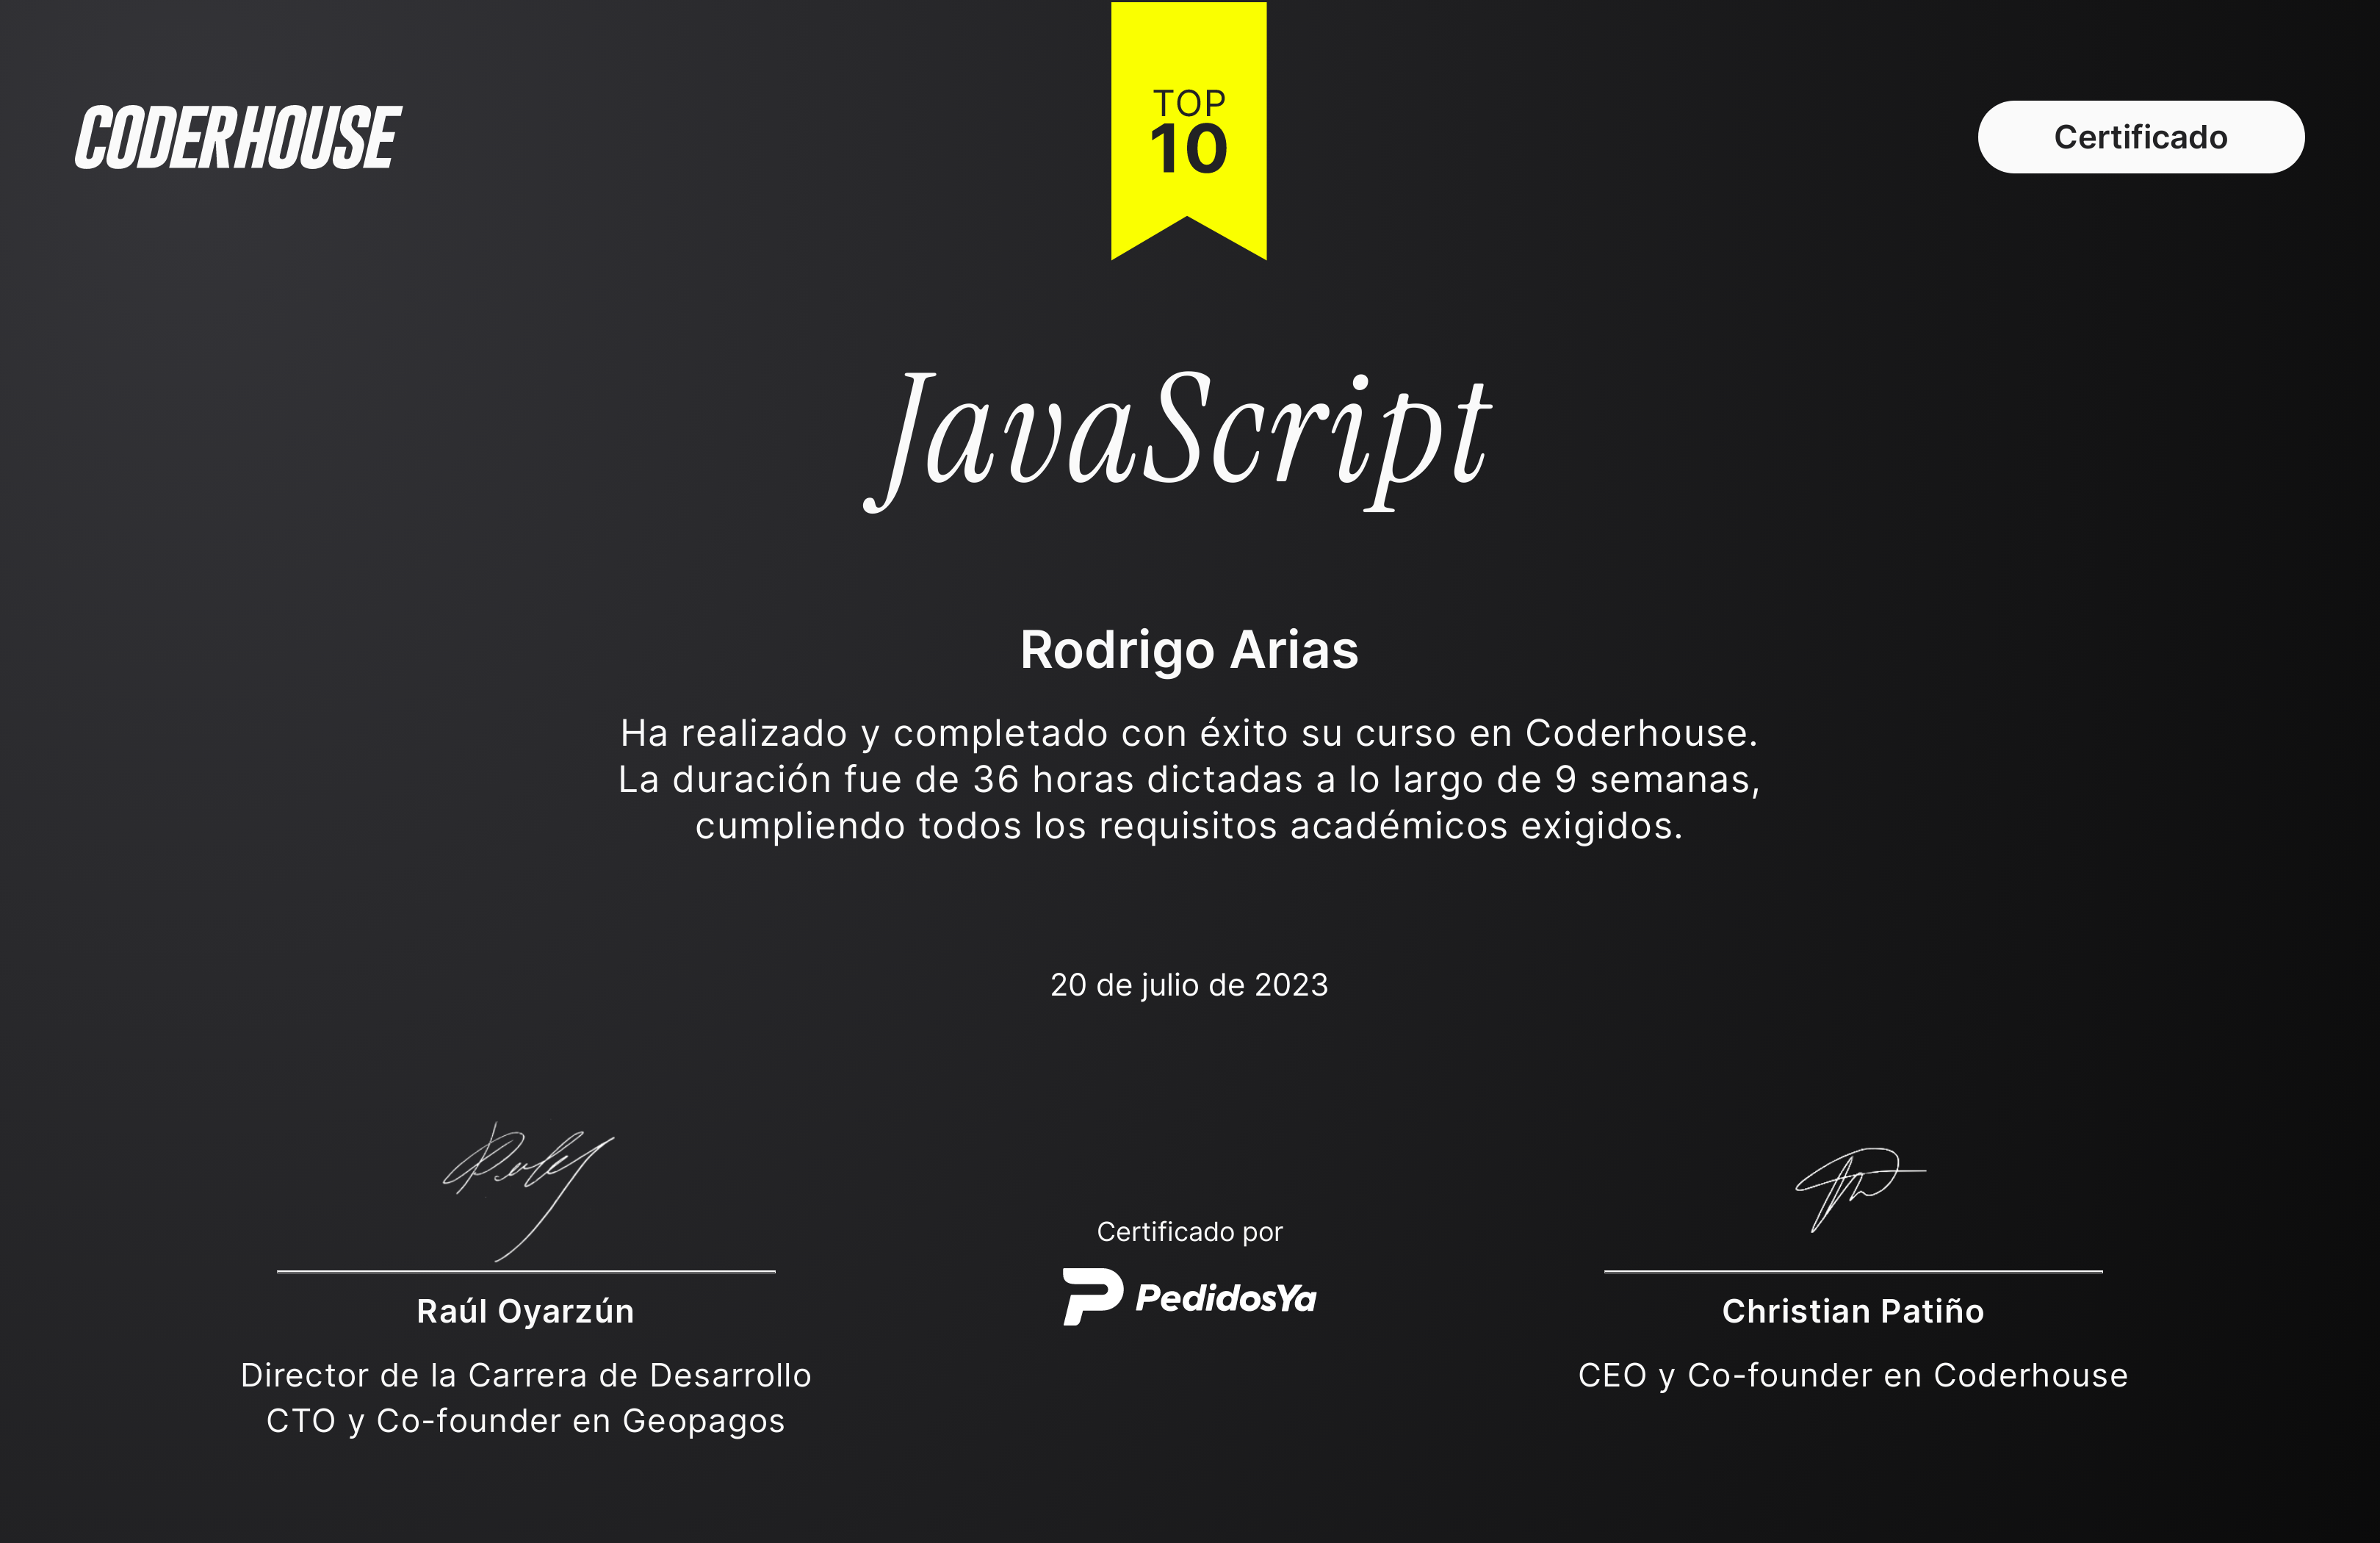 CODERHOUSE
TOP
10
Certificado
JavaScript
Rodrigo Arias
Ha realizado y completado con éxito su curso en Coderhouse.
La duración fue de 36 horas dictadas a lo largo de 9 semanas,
cumpliendo todos los requisitos académicos exigidos.
20 de julio de 2023
Raúl Oyarzún
Director de la Carrera de Desarrollo
CTO y Co-founder en Geopagos
Certificado por
PedidosYa
Christian Patiño
CEO y Co-founder en Coderhouse